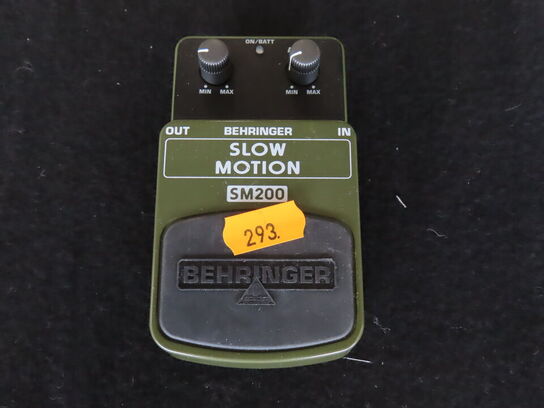 ON/BATT
MIN MAX MIN MAX
OUT BEHRINGER IN
SLOW
MOTION
SM200
293.
BEHRINGER